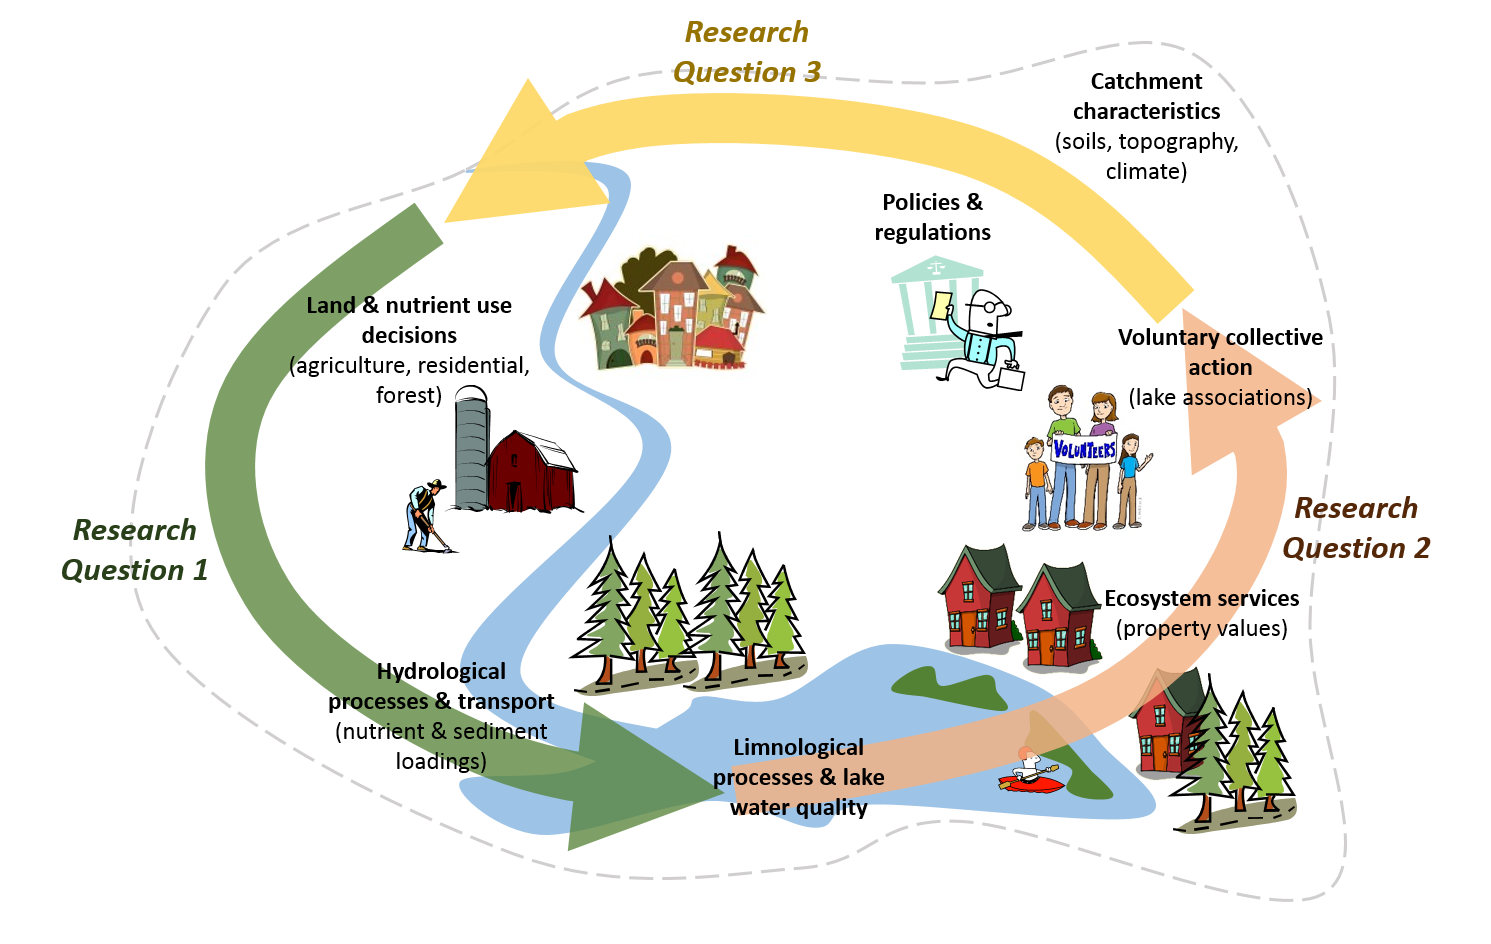 Research
Question 3
Catchment
characteristics
(soils, topography,
climate)
Policies &
regulations
Land & nutrient use
decisions
(agriculture, residential,
forest)
Voluntary collective
action
(lake associations)
VOLUNTEERS
Research
Question 1
Research
Question 2
Ecosystem services
(property values)
Hydrological
processes & transport
(nutrient & sediment
loadings)
Limnological
processes & lake
water quality